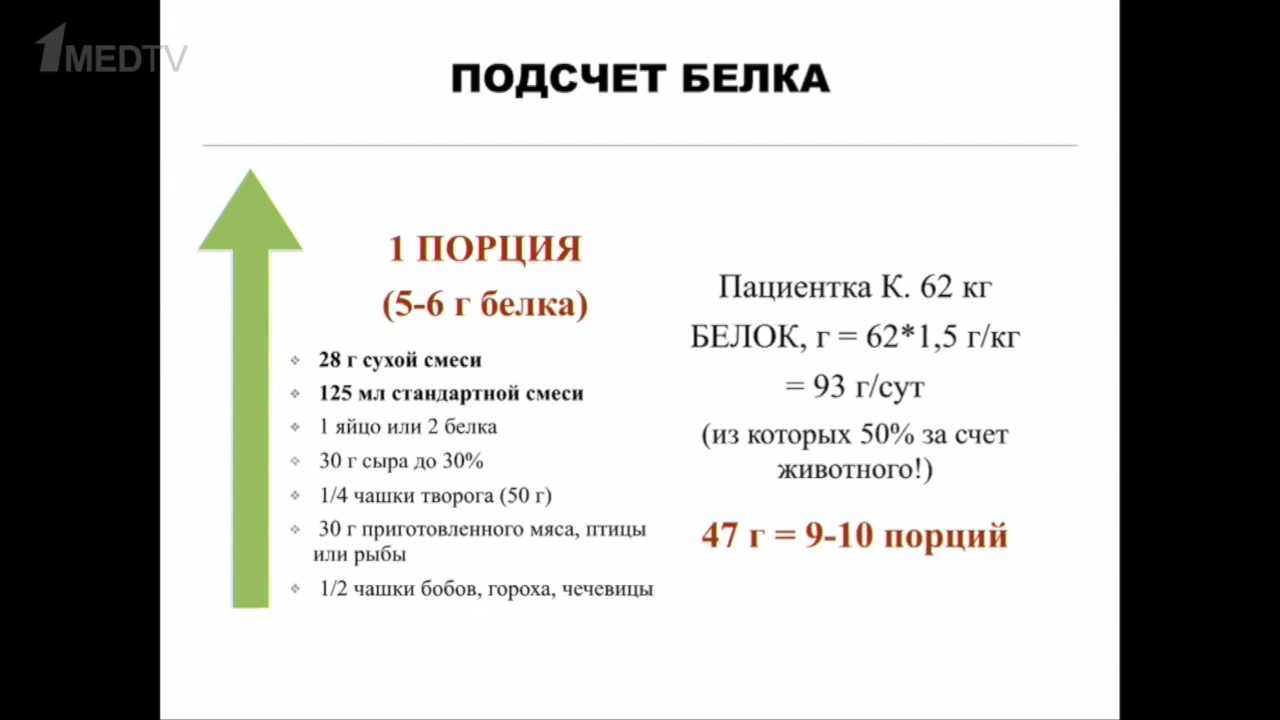 1MEDTV
ПОДСЧЕТ БЕЛКА
1 ПОРЦИЯ
(5-6 г белка)
28 г сухой смеси
125 мл стандартной смеси
1 яйцо или 2 белка
30 г сыра до 30%
1/4 чашки творога (50 г)
30 г приготовленного мяса, птицы
или рыбы
1/2 чашки бобов, гороха, чечевицы
Пациентка К. 62 кг
БЕЛОК, г = 62*1,5 г/кг
= 93 г/сут
(из которых 50% за счет
животного!)
47 г = 9-10 порций